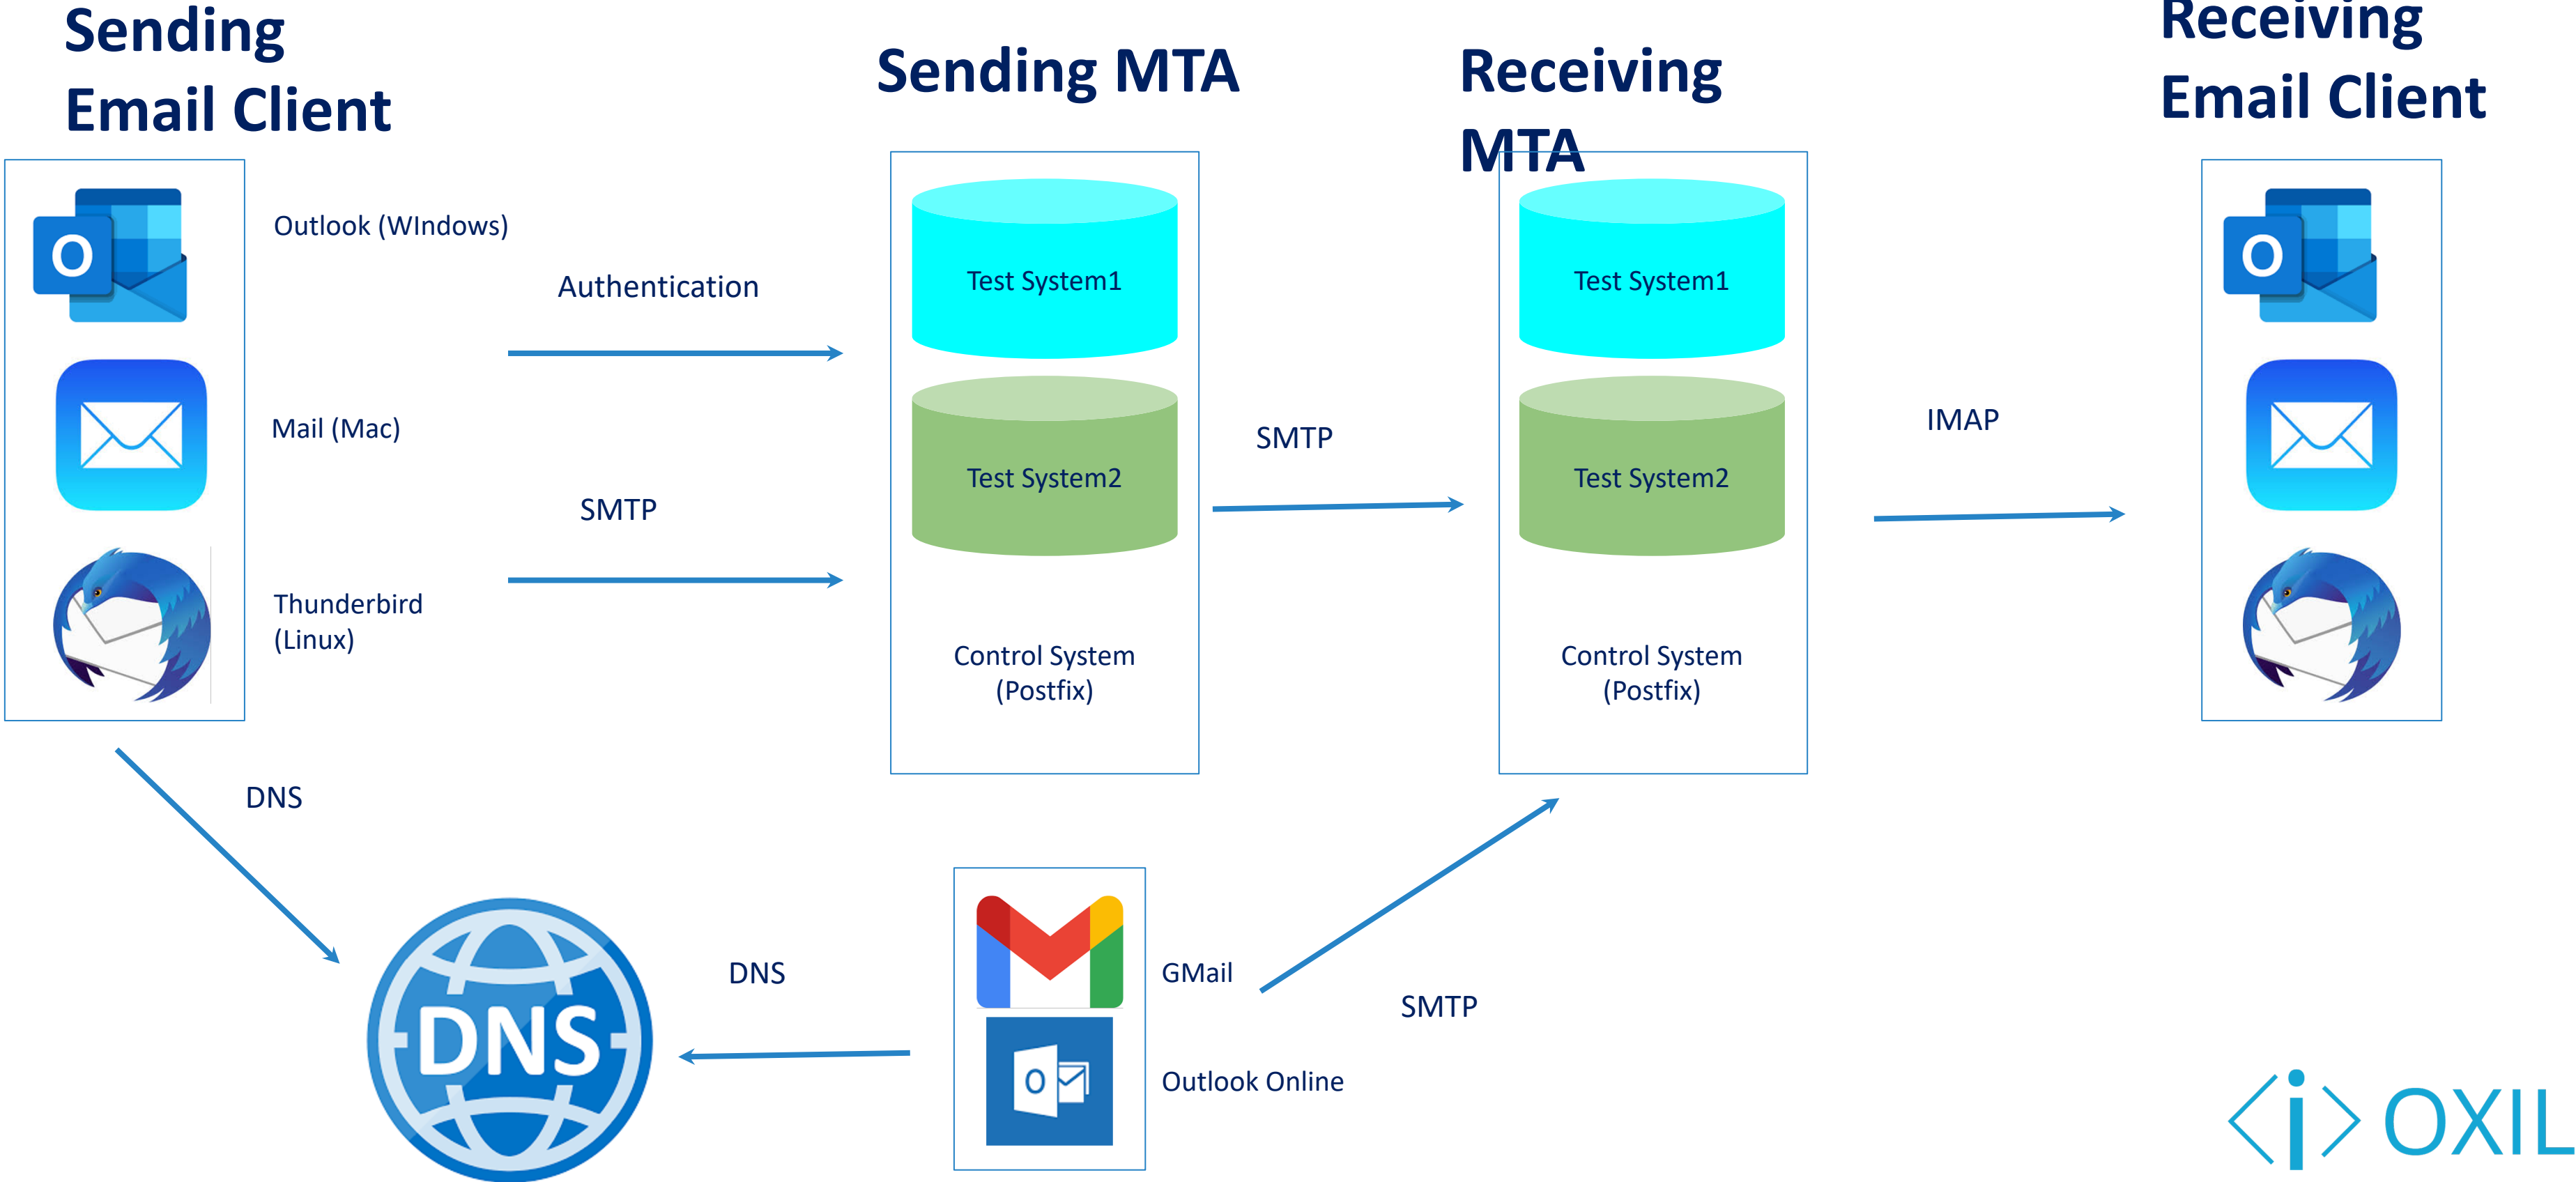 Sending
Email Client
Sending MTA
Receiving
MTA
Receiving
Email Client
Outlook (WIndows)
Authentication
Test System1
Test System1
Mail (Mac)
SMTP
Test System2
SMTP
Test System2
IMAP
Thunderbird
(Linux)
Control System
(Postfix)
Control System
(Postfix)
DNS
DNS
DNS
GMail
SMTP
Outlook Online
OXIL